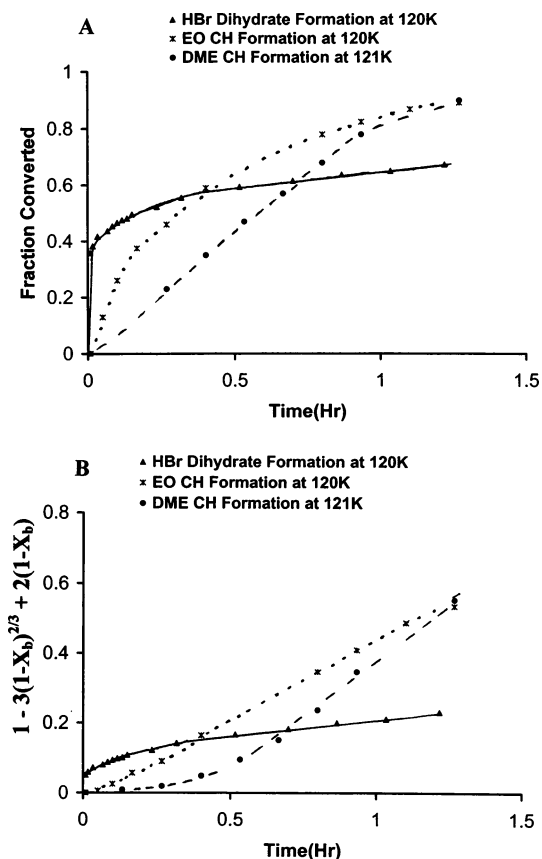 A
▲ HBr Dihydrate Formation at 120K
ж EO CH Formation at 120K
● DME CH Formation at 121K
Fraction Converted
1
0.8
0.6
0.4
0.2
0
0 0.5 1 1.5
Time(Hr)
B
▲ HBr Dihydrate Formation at 120K
ж EO CH Formation at 120K
● DME CH Formation at 121K
1 - 3(1-X_b)^{2/3} + 2(1-X_b)
0.8
0.6
0.4
0.2
0
0 0.5 1 1.5
Time(Hr)